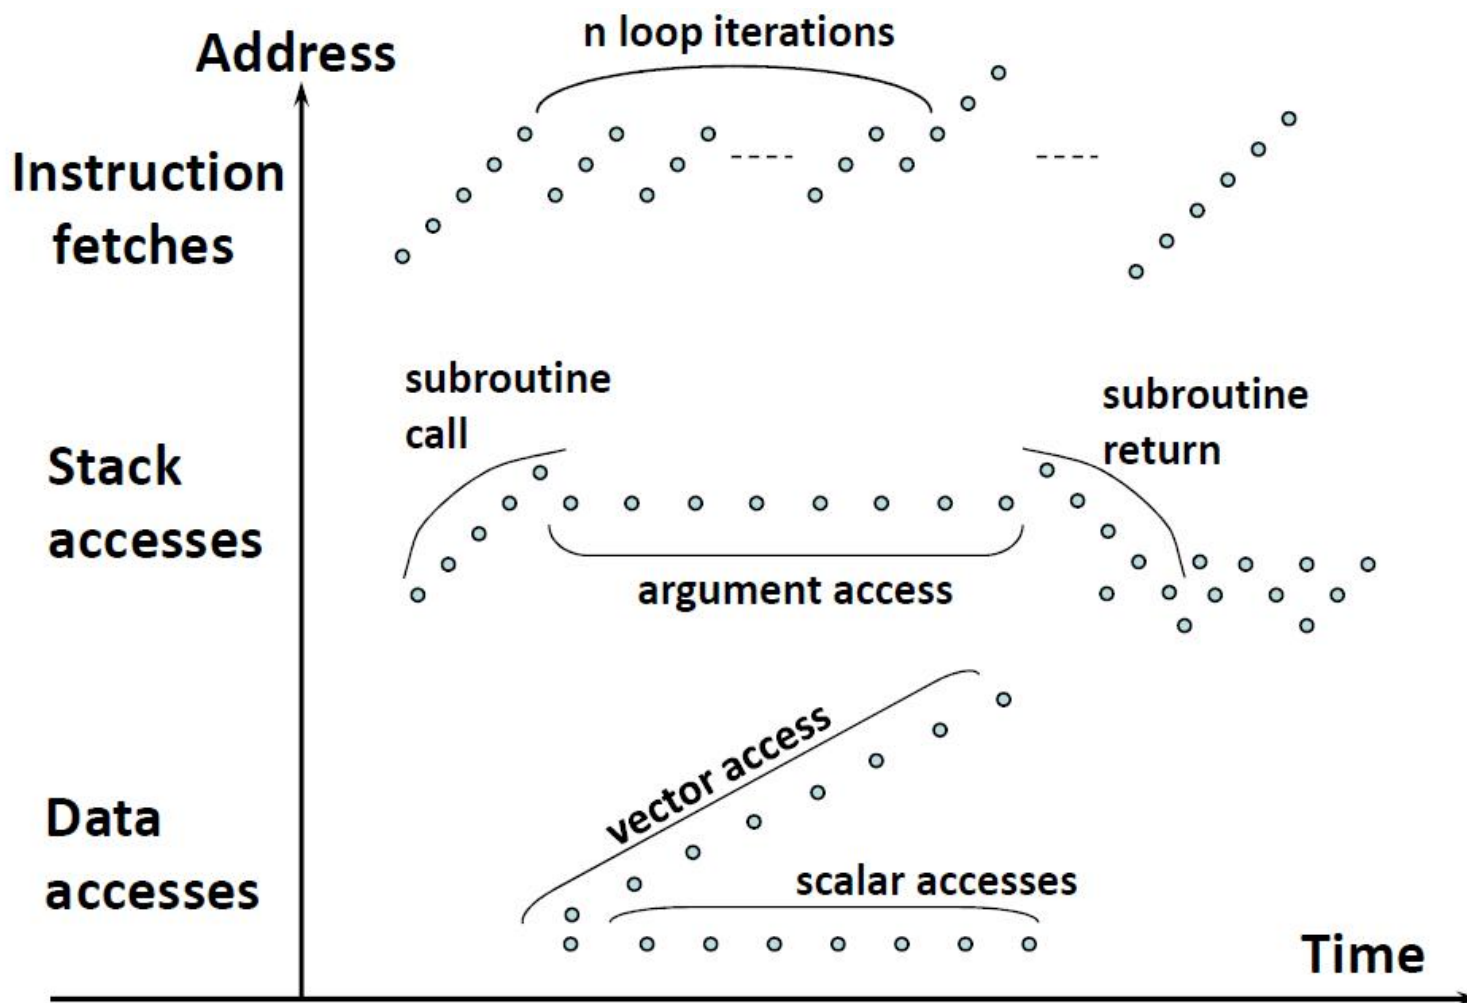 Address
n loop iterations
Instruction
fetches
subroutine
call
subroutine
return
Stack
accesses
argument access
vector access
Data
accesses
scalar accesses
Time